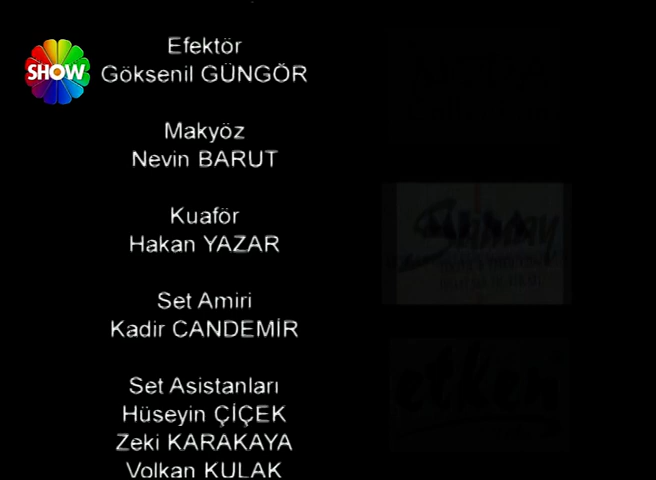 SHOW
Efektör
Göksenil GÜNGÖR
Makyöz
Nevin BARUT
Kuaför
Hakan YAZAR
Set Amiri
Kadir CANDEMİR
Set Asistanları
Hüseyin ÇİÇEK
Zeki KARAKAYA
Volkan KULAK
etken